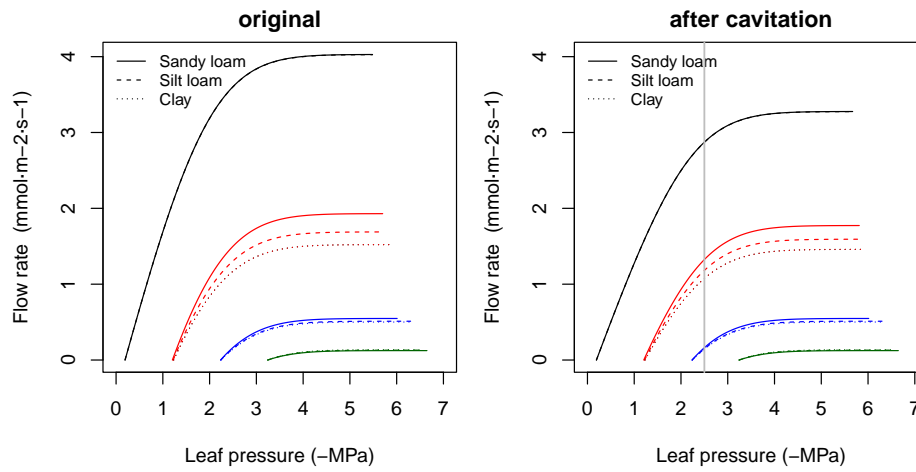 original
Flow rate (mmol·m−2·s−1)
4
3
2
1
0
Sandy loam
Silt loam
Clay
0 1 2 3 4 5 6 7
Leaf pressure (−MPa)
after cavitation
Flow rate (mmol·m−2·s−1)
4
3
2
1
0
Sandy loam
Silt loam
Clay
0 1 2 3 4 5 6 7
Leaf pressure (−MPa)